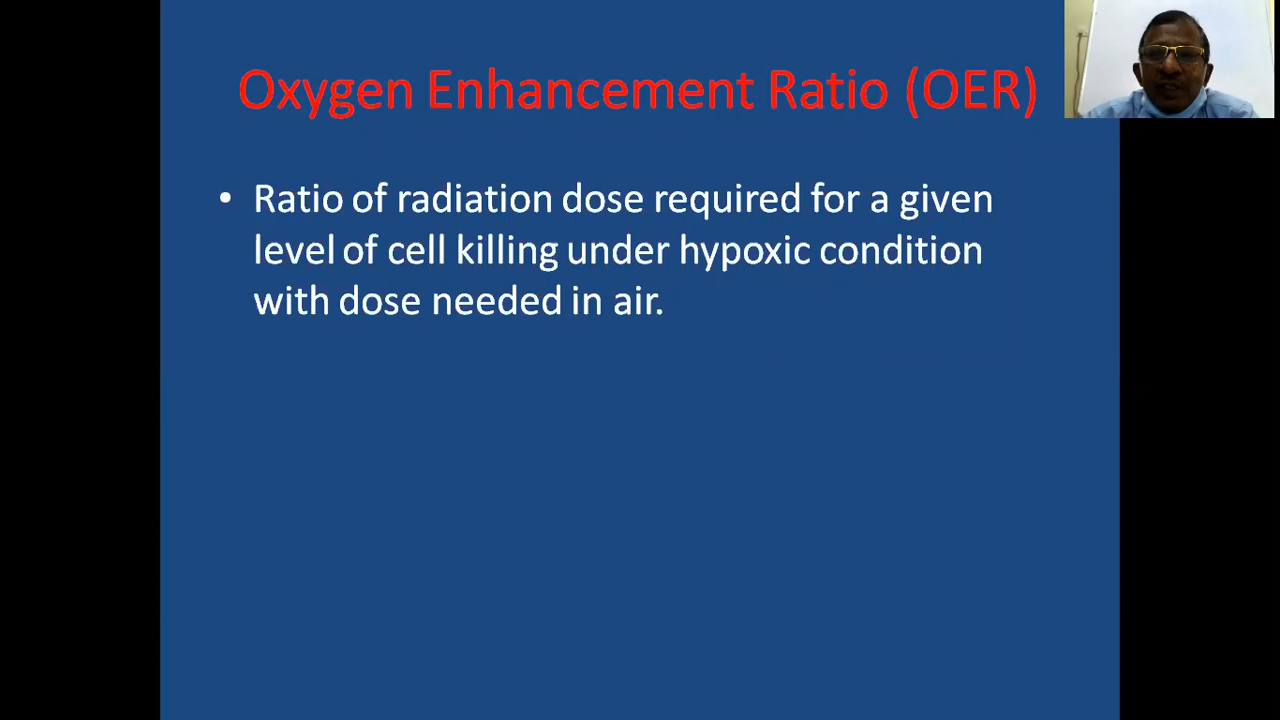 Oxygen Enhancement Ratio (OER)
• Ratio of radiation dose required for a given
level of cell killing under hypoxic condition
with dose needed in air.